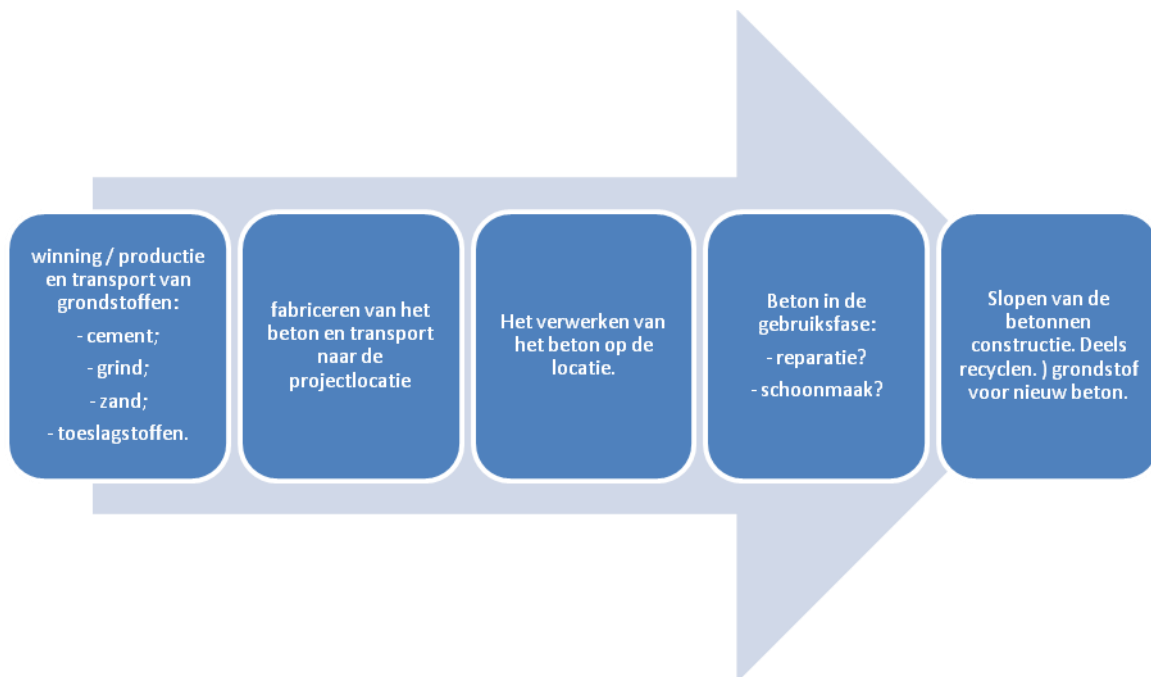 winning / productie
en transport van
grondstoffen:
- cement;
- grind;
- zand;
- toeslagstoffen.
fabriceren van het
beton en transport
naar de
projectlocatie
Het verwerken van
het beton op de
locatie.
Beton in de
gebruiksfase:
- reparatie?
- schoonmaak?
Slopen van de
betonnen
constructie. Deels
recyclen. ) grondstof
voor nieuw beton.